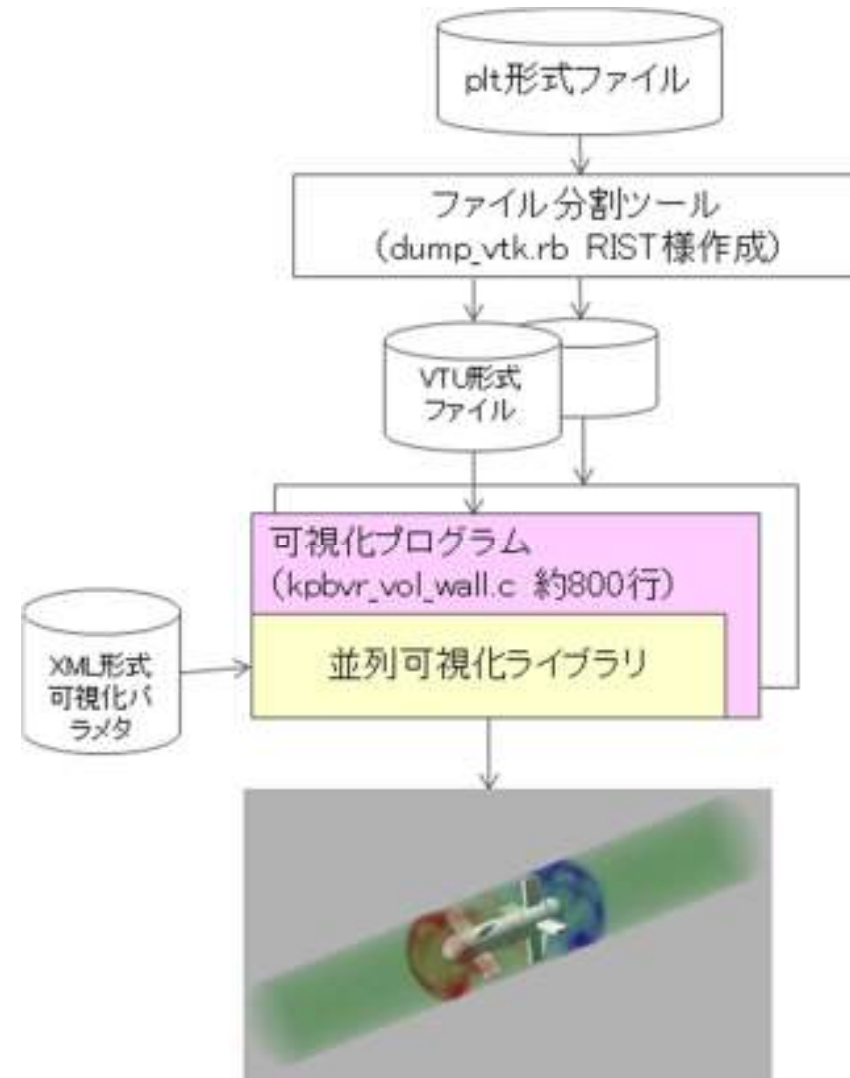 plt形式ファイル
ファイル分割ツール
（dump_vtk.rb RIST様作成）
VTU形式
ファイル
可視化プログラム
（kpbvr_vol_wall.c 約800行）
並列可視化ライブラリ
XML形式
可視化パ
ラメタ